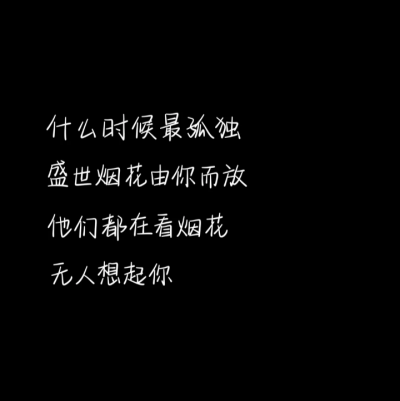 什么时候最孤独
盛世烟花由你而放
他们都在看烟花
无人想起你